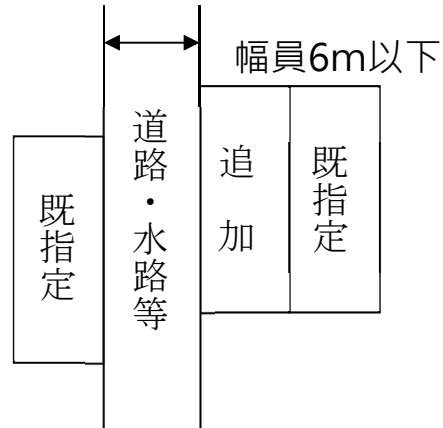 幅員6m以下
既指定
道路・水路等
追加
既指定